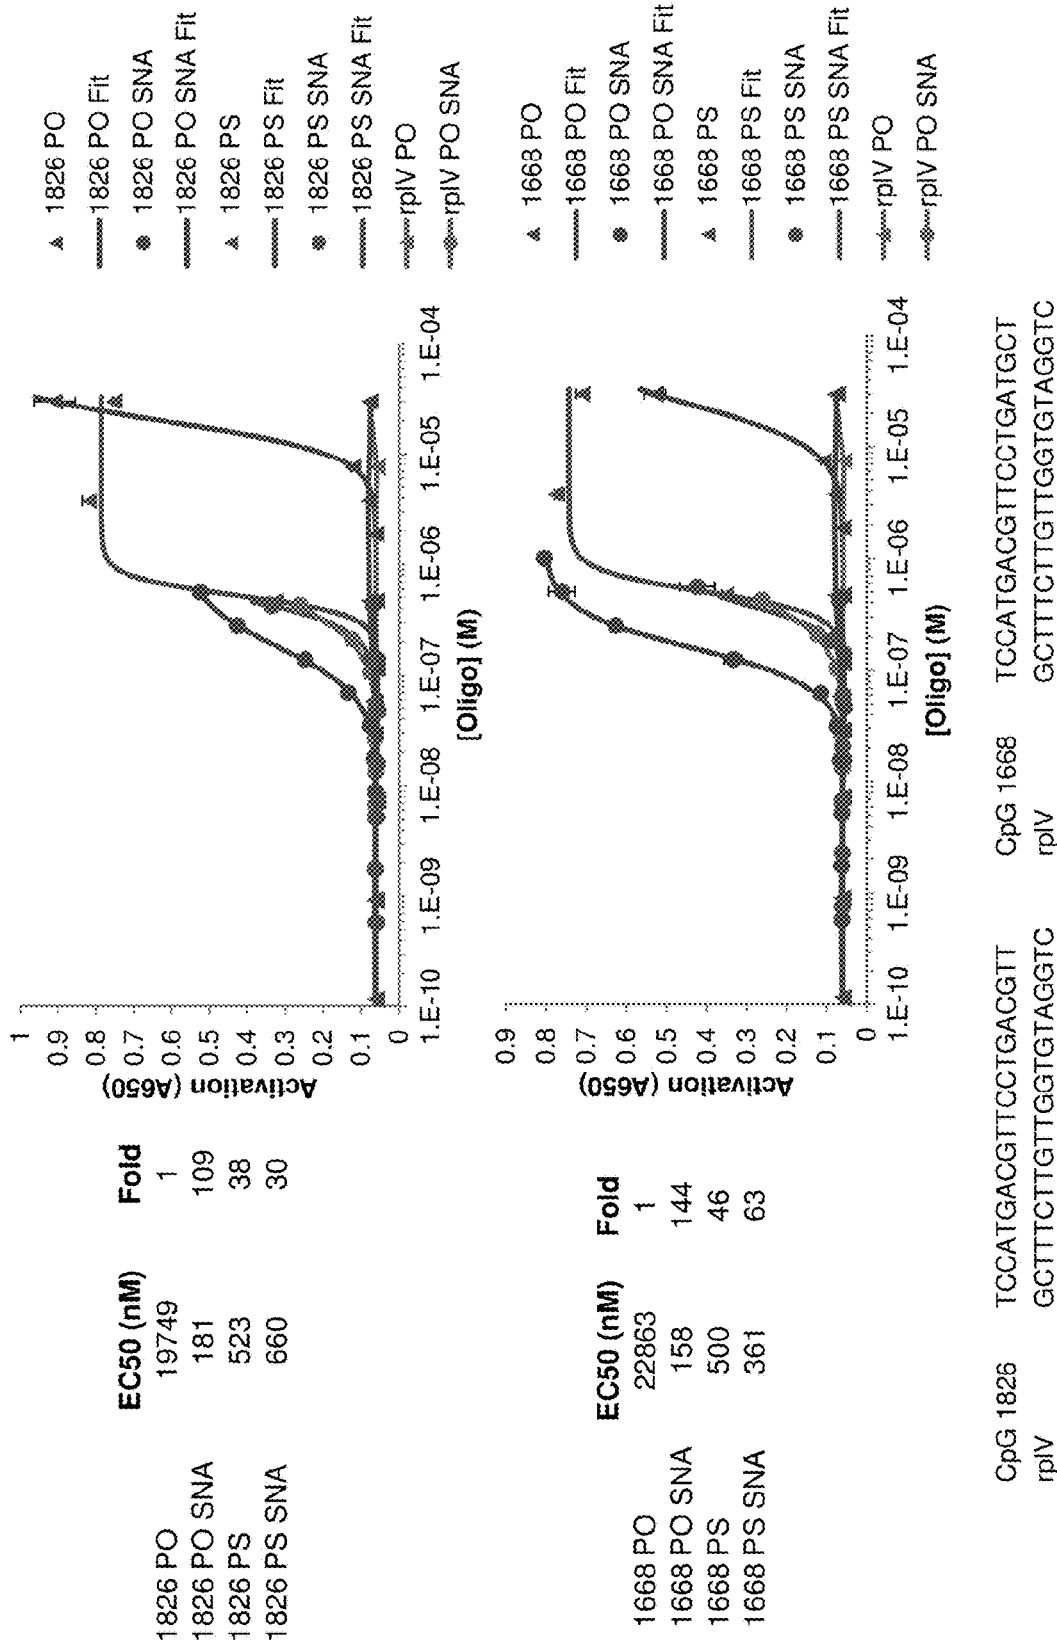 EC50 (nM) Fold
1826 PO 19749 1
1826 PO SNA 181 109
1826 PS 523 38
1826 PS SNA 660 30
Activation (A650)
1
0.9
0.8
0.7
0.6
0.5
0.4
0.3
0.2
0.1
0
1.E-10 1.E-09 1.E-08 1.E-07 1.E-06 1.E-05 1.E-04
[Oligo] (M)
1826 PO
1826 PO Fit
1826 PO SNA
1826 PO SNA Fit
1826 PS
1826 PS Fit
1826 PS SNA
1826 PS SNA Fit
rplV PO
rplV PO SNA
EC50 (nM) Fold
1668 PO 22863 1
1668 PO SNA 158 144
1668 PS 500 46
1668 PS SNA 361 63
Activation (A650)
0.9
0.8
0.7
0.6
0.5
0.4
0.3
0.2
0.1
0
1.E-10 1.E-09 1.E-08 1.E-07 1.E-06 1.E-05 1.E-04
[Oligo] (M)
1668 PO
1668 PO Fit
1668 PO SNA
1668 PO SNA Fit
1668 PS
1668 PS Fit
1668 PS SNA
1668 PS SNA Fit
rplV PO
rplV PO SNA
CpG 1826 TCCATGACGTTCCTGACGTT CpG 1668 TCCATGACGTTCCTGATGCT
rplV GCTTTCTTGTTGGTGTAGGTC rplV GCTTTCTTGTTGGTGTAGGTC